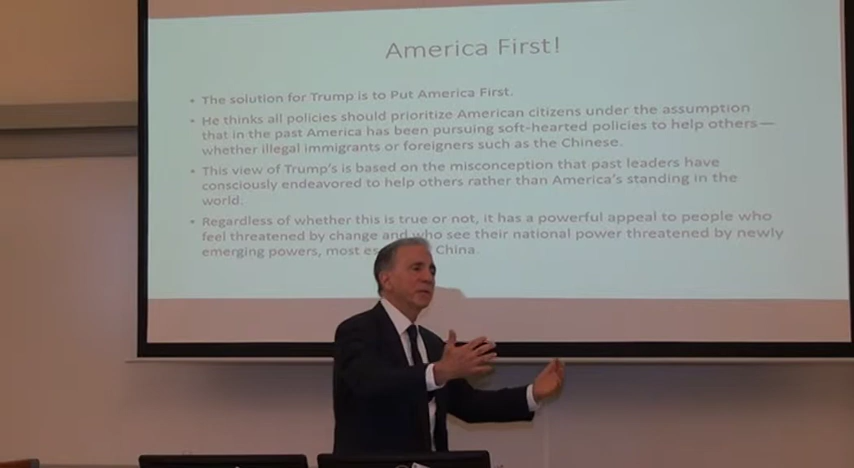 America First!
• The solution for Trump is to Put America First.
• He thinks all policies should prioritize American citizens under the assumption
that in the past America has been pursuing soft-hearted policies to help others—
whether illegal immigrants or foreigners such as the Chinese.
• This view of Trump's is based on the misconception that past leaders have
consciously endeavored to help others rather than America's standing in the
world.
• Regardless of whether this is true or not, it has a powerful appeal to people who
feel threatened by change and who see their national power threatened by newly
emerging powers, most China.